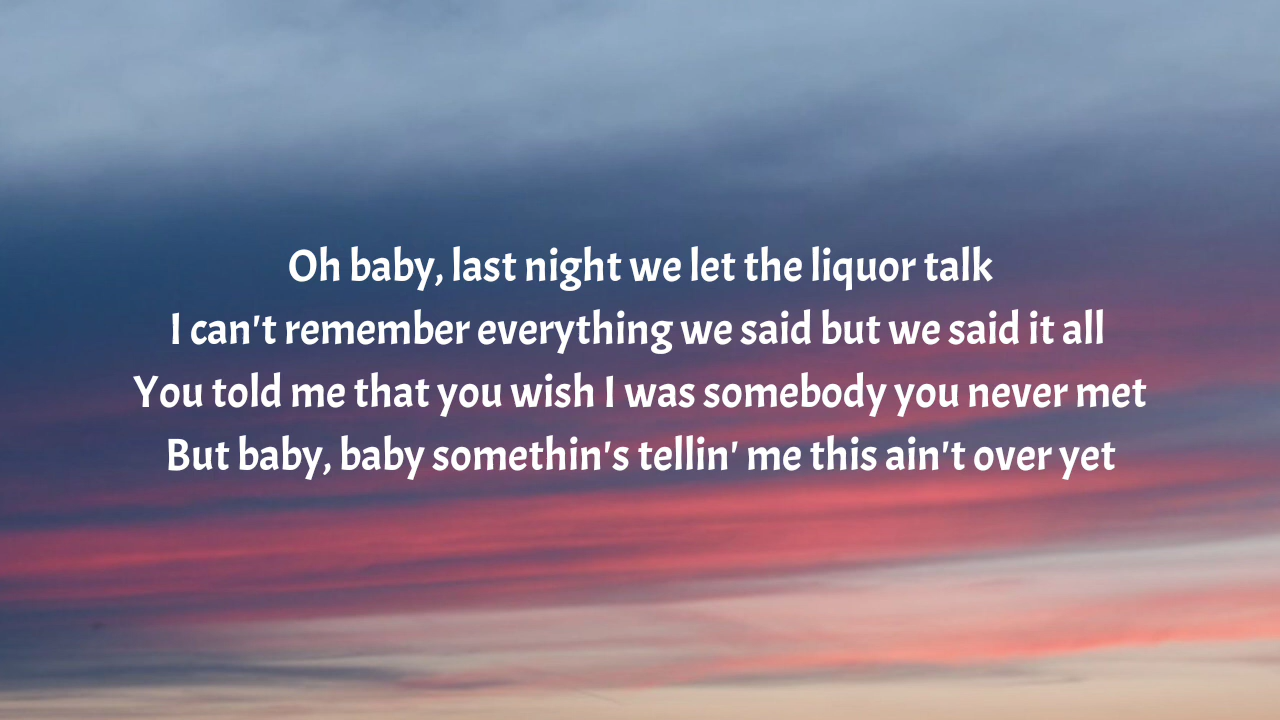 Oh baby, last night we let the liquor talk
I can't remember everything we said but we said it all
You told me that you wish I was somebody you never met
But baby, baby somethin's tellin' me this ain't over yet